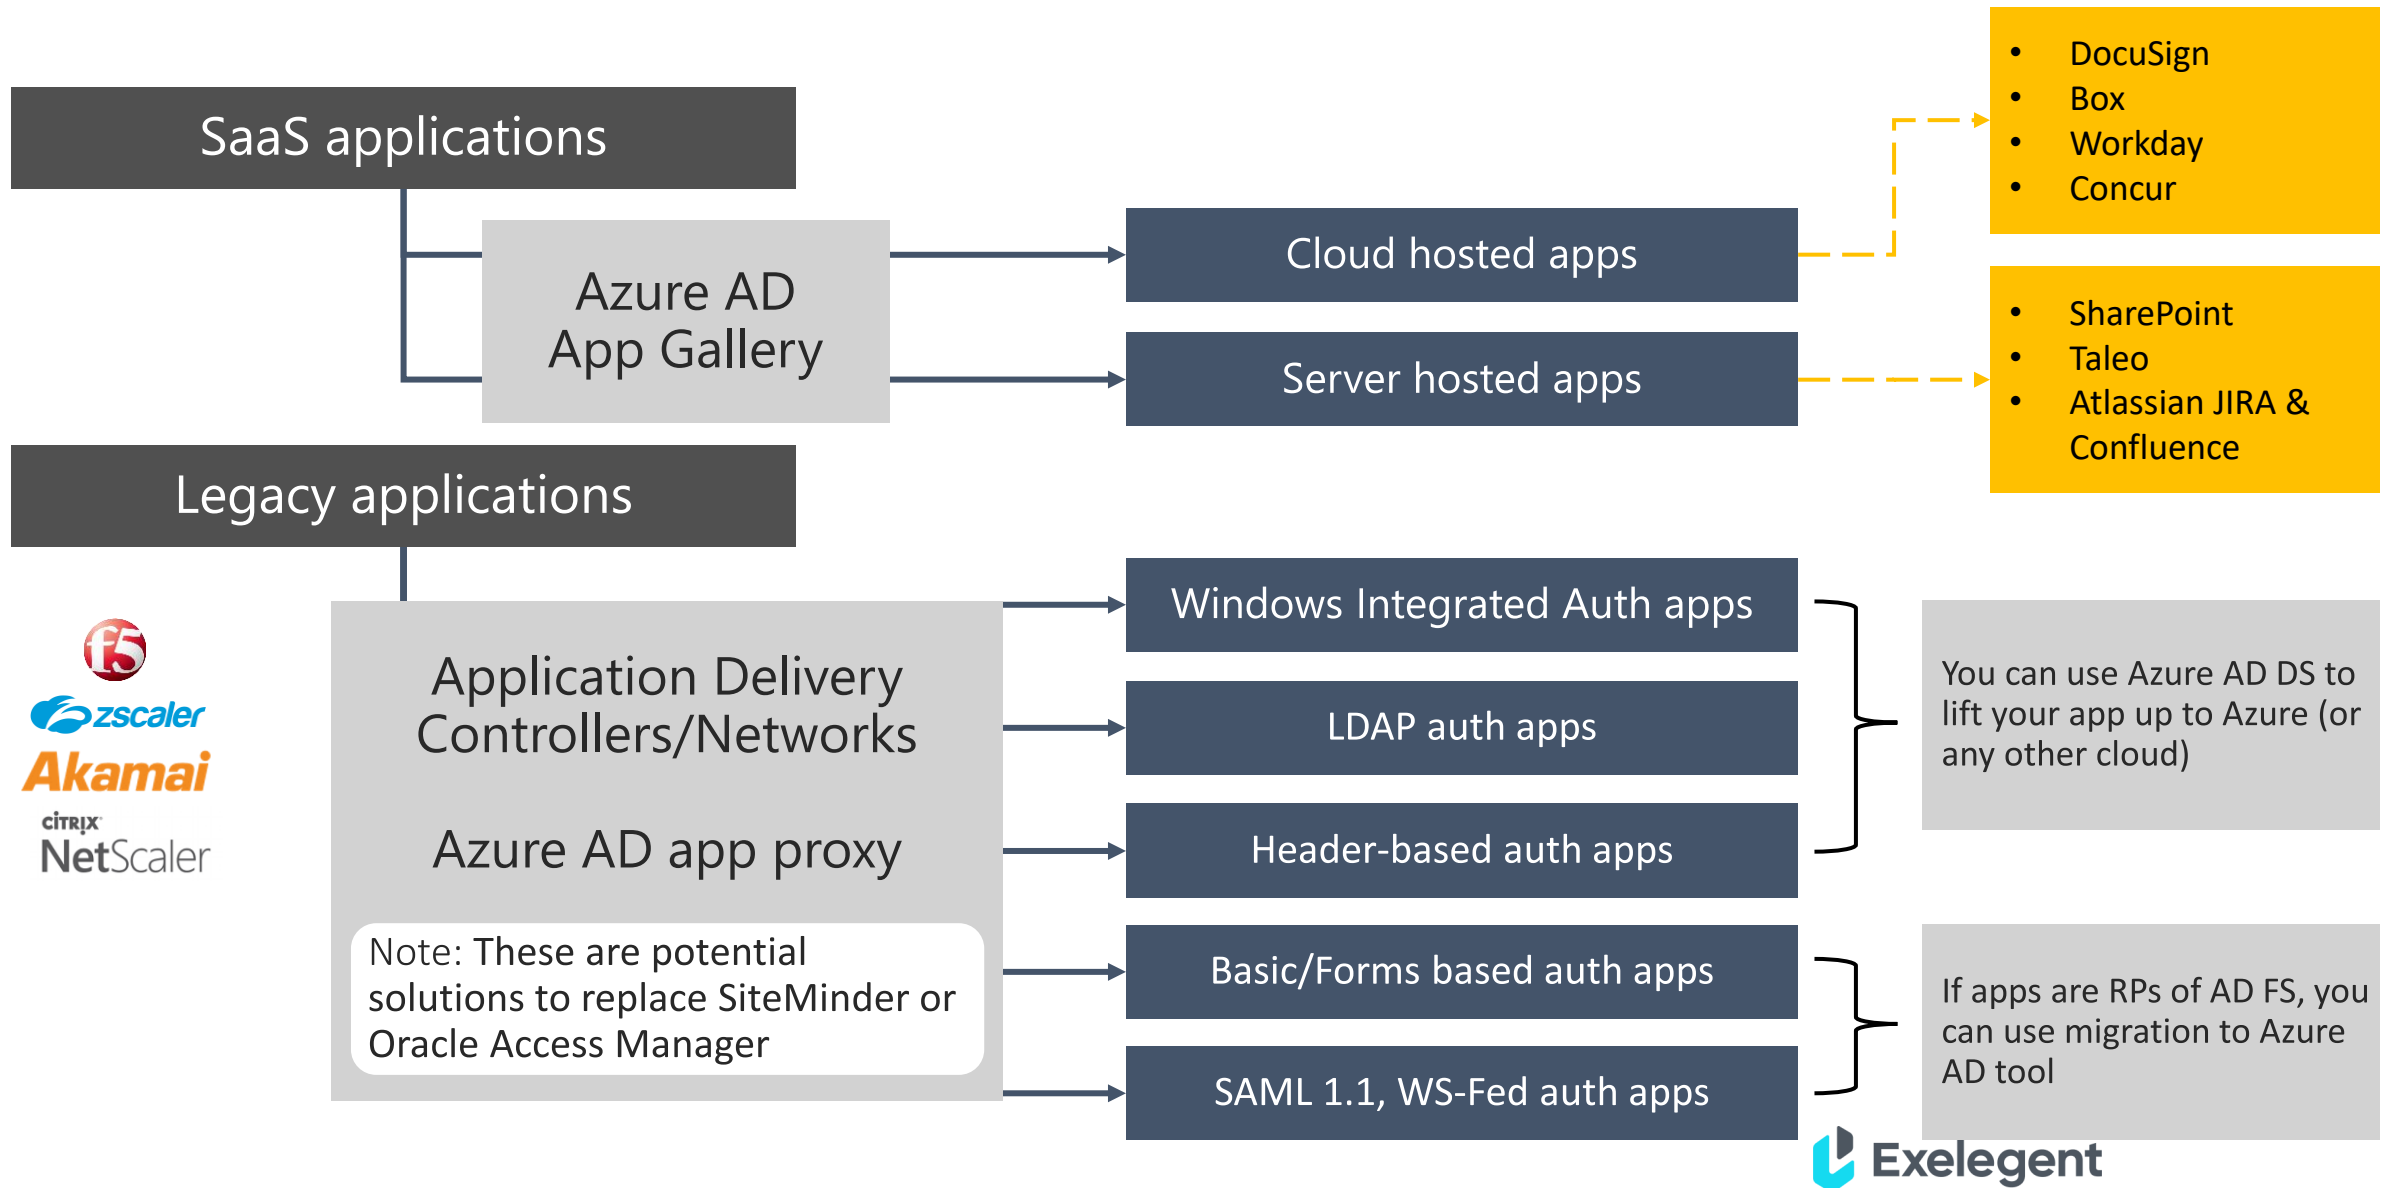 SaaS applications
Azure AD
App Gallery
Cloud hosted apps
Server hosted apps
• DocuSign
• Box
• Workday
• Concur
• SharePoint
• Taleo
• Atlassian JIRA &
Confluence
Legacy applications
f5
zscaler
Akamai
CİTRIX
NetScaler
Application Delivery
Controllers/Networks
Azure AD app proxy
Note: These are potential
solutions to replace SiteMinder or
Oracle Access Manager
Windows Integrated Auth apps
LDAP auth apps
Header-based auth apps
Basic/Forms based auth apps
SAML 1.1, WS-Fed auth apps
You can use Azure AD DS to
lift your app up to Azure (or
any other cloud)
If apps are RPs of AD FS, you
can use migration to Azure
AD tool
Exelegent